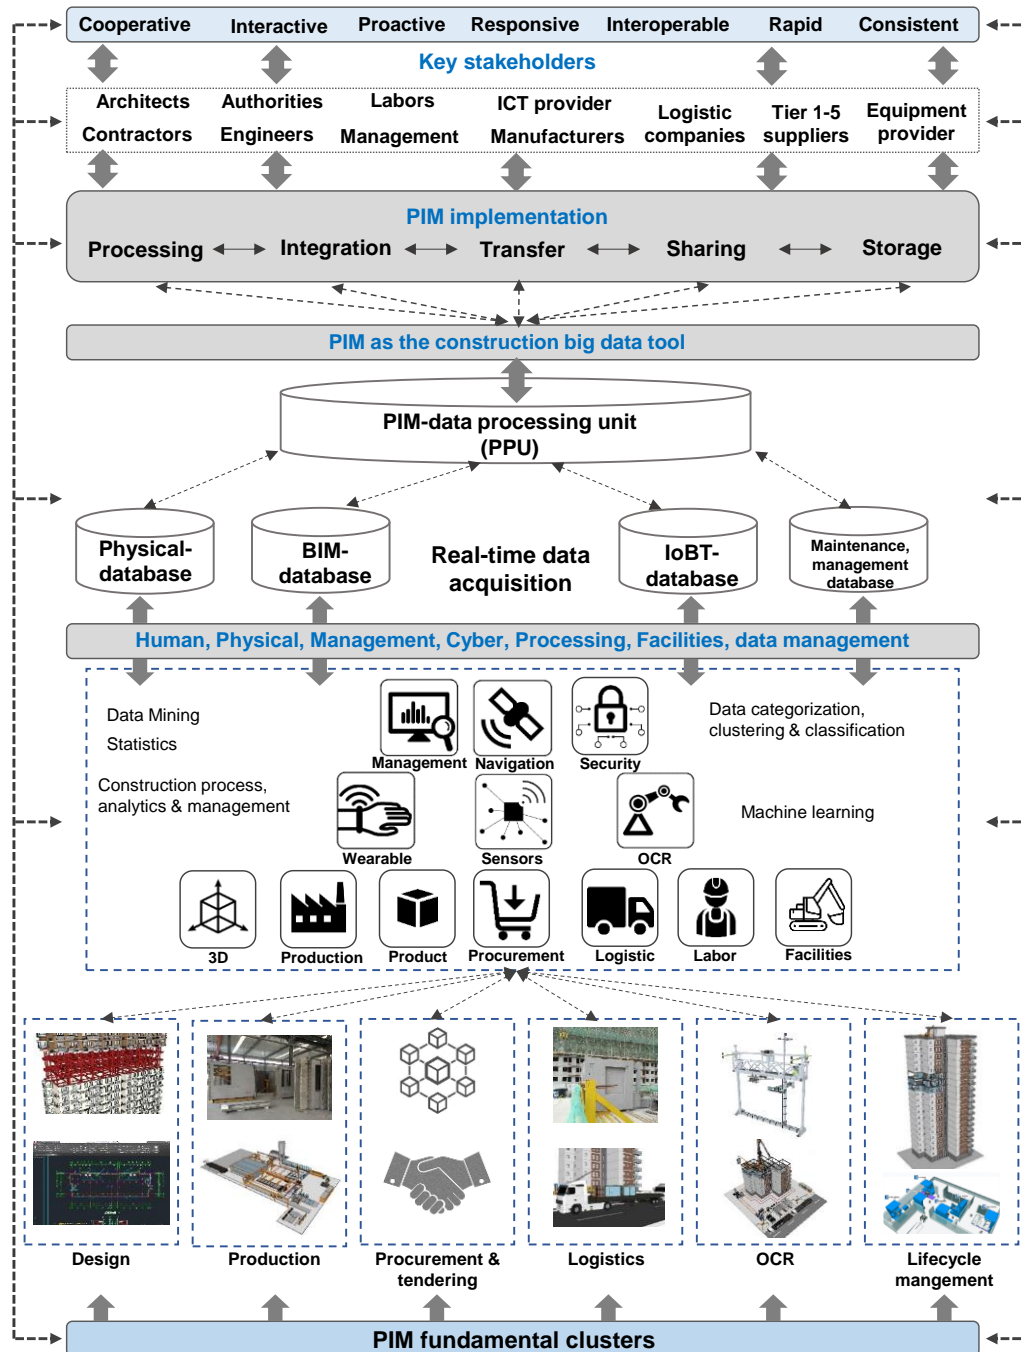 Cooperative Interactive Proactive Responsive Interoperable Rapid Consistent
Key stakeholders
Architects Authorities Labors ICT provider Logistic Tier 1-5 Equipment
Contractors Engineers Management Manufacturers companies suppliers provider
PIM implementation
Processing Integration Transfer Sharing Storage
PIM as the construction big data tool
PIM-data processing unit
(PPU)
Physical-
database
BIM-
database
Real-time data
acquisition
IoBT-
database
Maintenance,
management
database
Human, Physical, Management, Cyber, Processing, Facilities, data management
Data Mining
Statistics
Construction process,
analytics & management
Data categorization,
clustering & classification
Machine learning
Management Navigation Security
Wearable Sensors OCR
3D Production Product Procurement Logistic Labor Facilities
Design
Production
Procurement &
tendering
Logistics
OCR
Lifecycle
mangement
PIM fundamental clusters